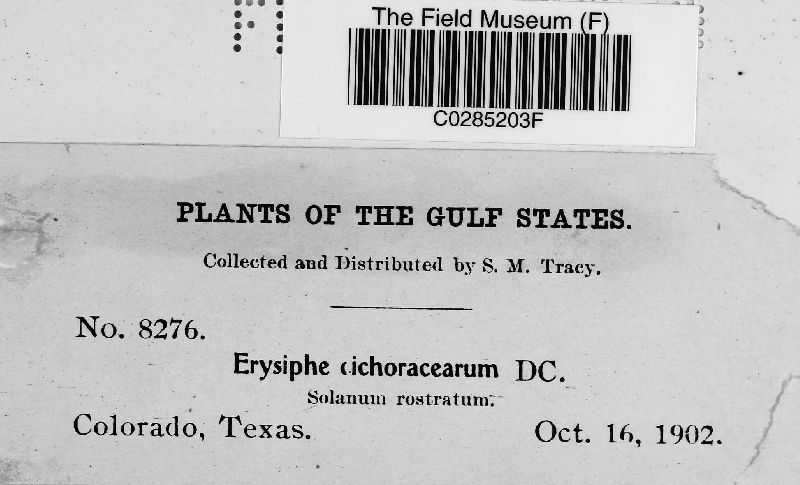 The Field Museum (F)
C0285203F
PLANTS OF THE GULF STATES.
Collected and Distributed by S. M. Tracy.
No. 8276.
Erysiphe cichoracearum DC.
Solanum rostratum.
Colorado, Texas. Oct. 16, 1902.